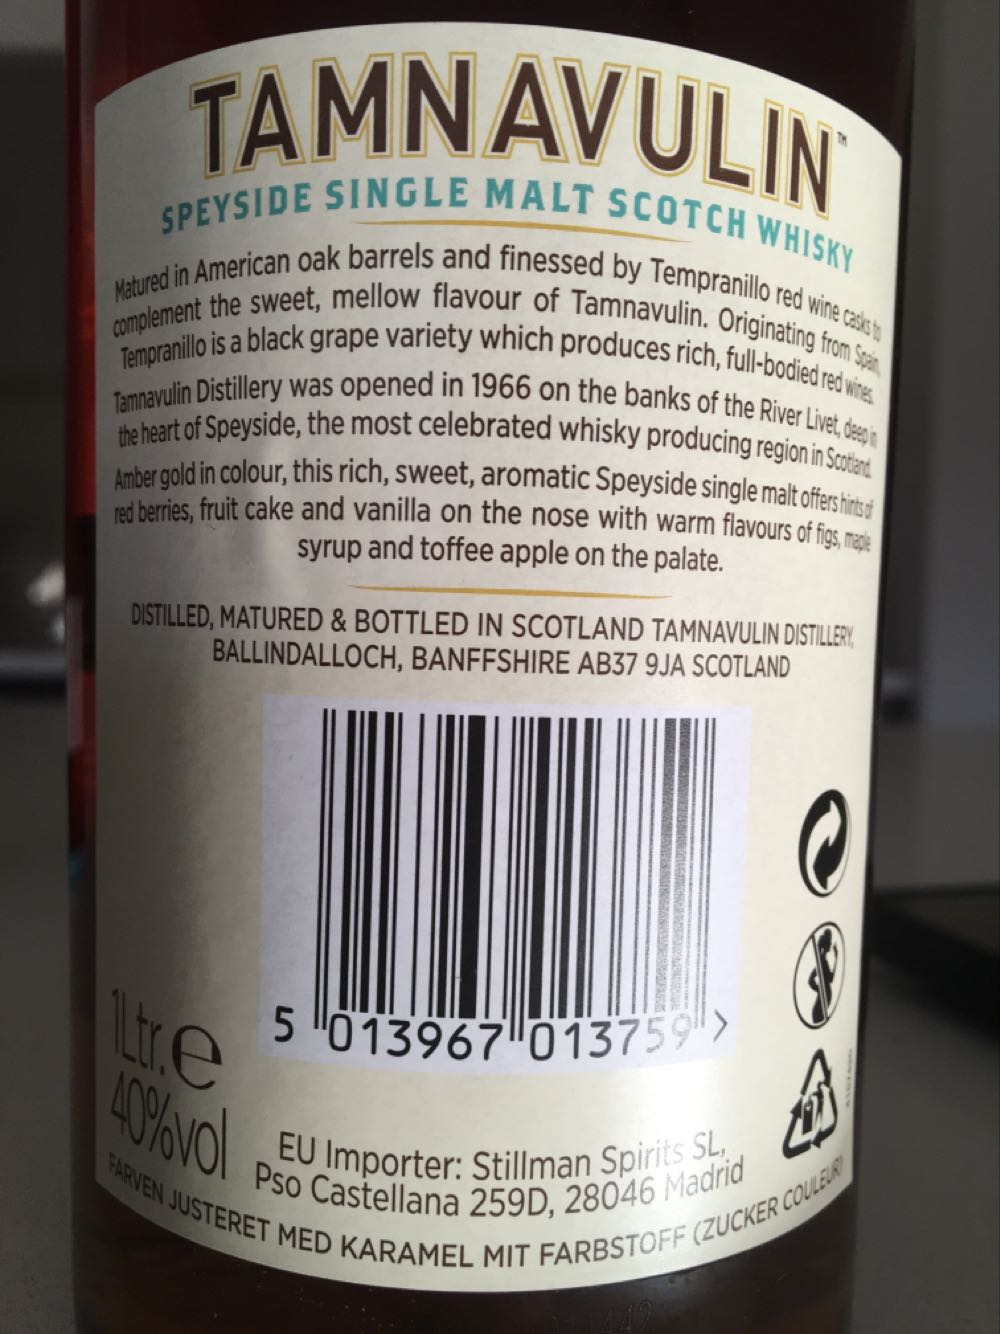 TAMNAVULIN™
SPEYSIDE SINGLE MALT SCOTCH WHISKY
Matured in American oak barrels and finessed by Tempranillo red wine casks to
complement the sweet, mellow flavour of Tamnavulin. Originating from Spain,
Tempranillo is a black grape variety which produces rich, full-bodied red wines.
Tamnavulin Distillery was opened in 1966 on the banks of the River Livet, deep in
the heart of Speyside, the most celebrated whisky producing region in Scotland.
Amber gold in colour, this rich, sweet, aromatic Speyside single malt offers hints of
red berries, fruit cake and vanilla on the nose with warm flavours of figs, maple
syrup and toffee apple on the palate.
DISTILLED, MATURED & BOTTLED IN SCOTLAND TAMNAVULIN DISTILLERY,
BALLINDALLOCH, BANFFSHIRE AB37 9JA SCOTLAND
5 013967 013759 >
1Ltr.e
40%vol
EU Importer: Stillman Spirits SL,
Pso Castellana 259D, 28046 Madrid
FARVEN JUSTERET MED KARAMEL MIT FARBSTOFF (ZUCKER COULEUR)